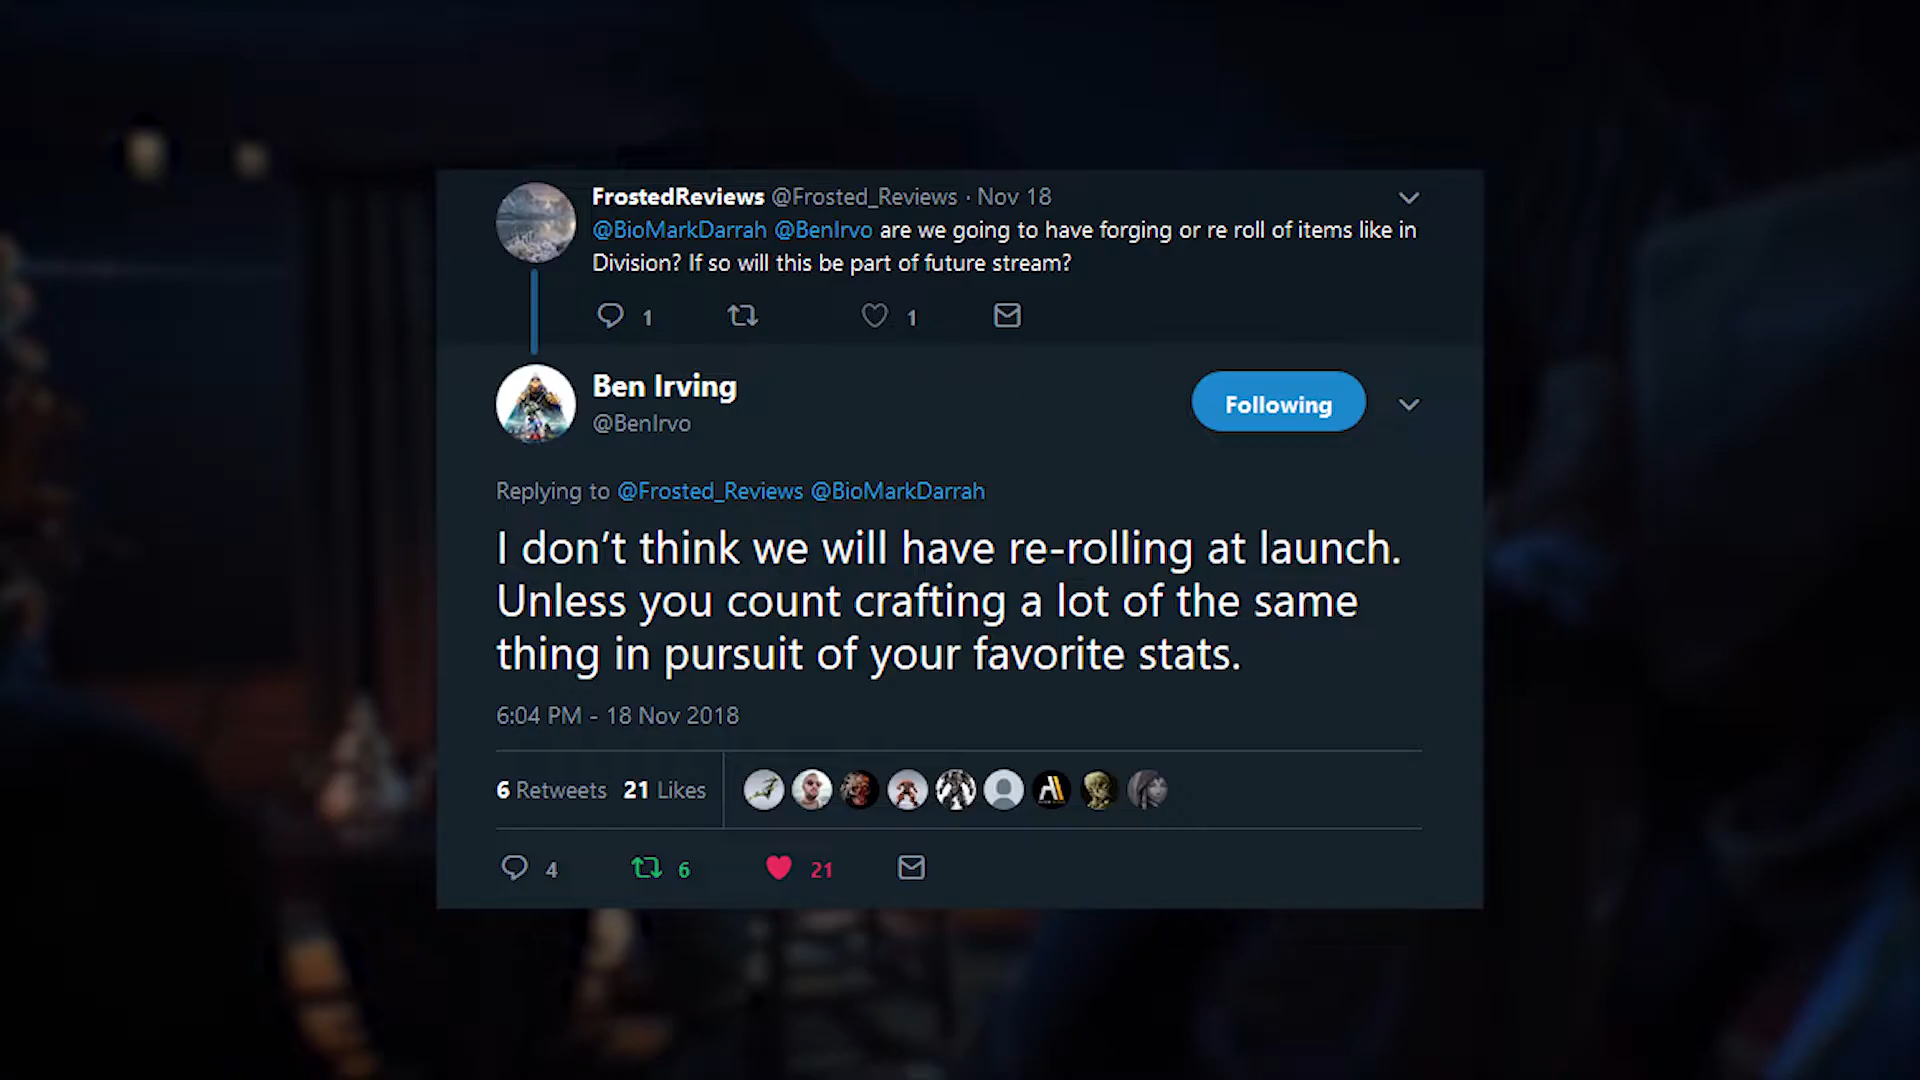 FrostedReviews @Frosted_Reviews · Nov 18
@BioMarkDarrah @BenIrvo are we going to have forging or re roll of items like in
Division? If so will this be part of future stream?
1 1
Ben Irving
Following
@BenIrvo
Replying to @Frosted_Reviews @BioMarkDarrah
I don’t think we will have re-rolling at launch.
Unless you count crafting a lot of the same
thing in pursuit of your favorite stats.
6:04 PM - 18 Nov 2018
6 Retweets 21 Likes
4 6 21